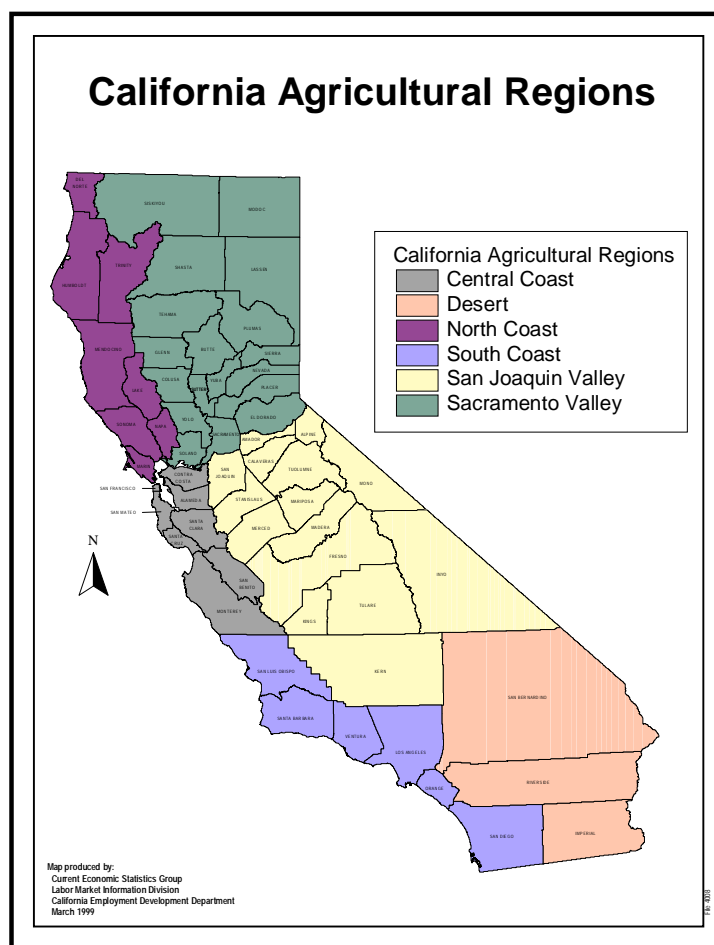 California Agricultural Regions
DEL
NORTE
SISKIYOU
MODOC
HUMBOLDT
TRINITY
SHASTA
LASSEN
TEHAMA
PLUMAS
MENDOCINO
GLENN
BUTTE
SIERRA
NEVADA
COLUSA
SUTTER
YUBA
PLACER
LAKE
EL DORADO
YOLO
SONOMA
NAPA
SACRAMENTO
ALPINE
AMADOR
SOLANO
CALAVERAS
MARIN
SAN
JOAQUIN
TUOLUMNE
CONTRA
COSTA
MONO
SAN FRANCISCO
ALAMEDA
STANISLAUS
MARIPOSA
SAN MATEO
SANTA
CLARA
MERCED
MADERA
SANTA
CRUZ
FRESNO
SAN
BENITO
INYO
MONTEREY
KINGS
TULARE
SAN LUIS OBISPO
KERN
SAN BERNARDINO
SANTA BARBARA
VENTURA
LOS ANGELES
ORANGE
RIVERSIDE
SAN DIEGO
IMPERIAL
N
California Agricultural Regions
Central Coast
Desert
North Coast
South Coast
San Joaquin Valley
Sacramento Valley
Map produced by:
Current Economic Statistics Group
Labor Market Information Division
California Employment Development Department
March 1999